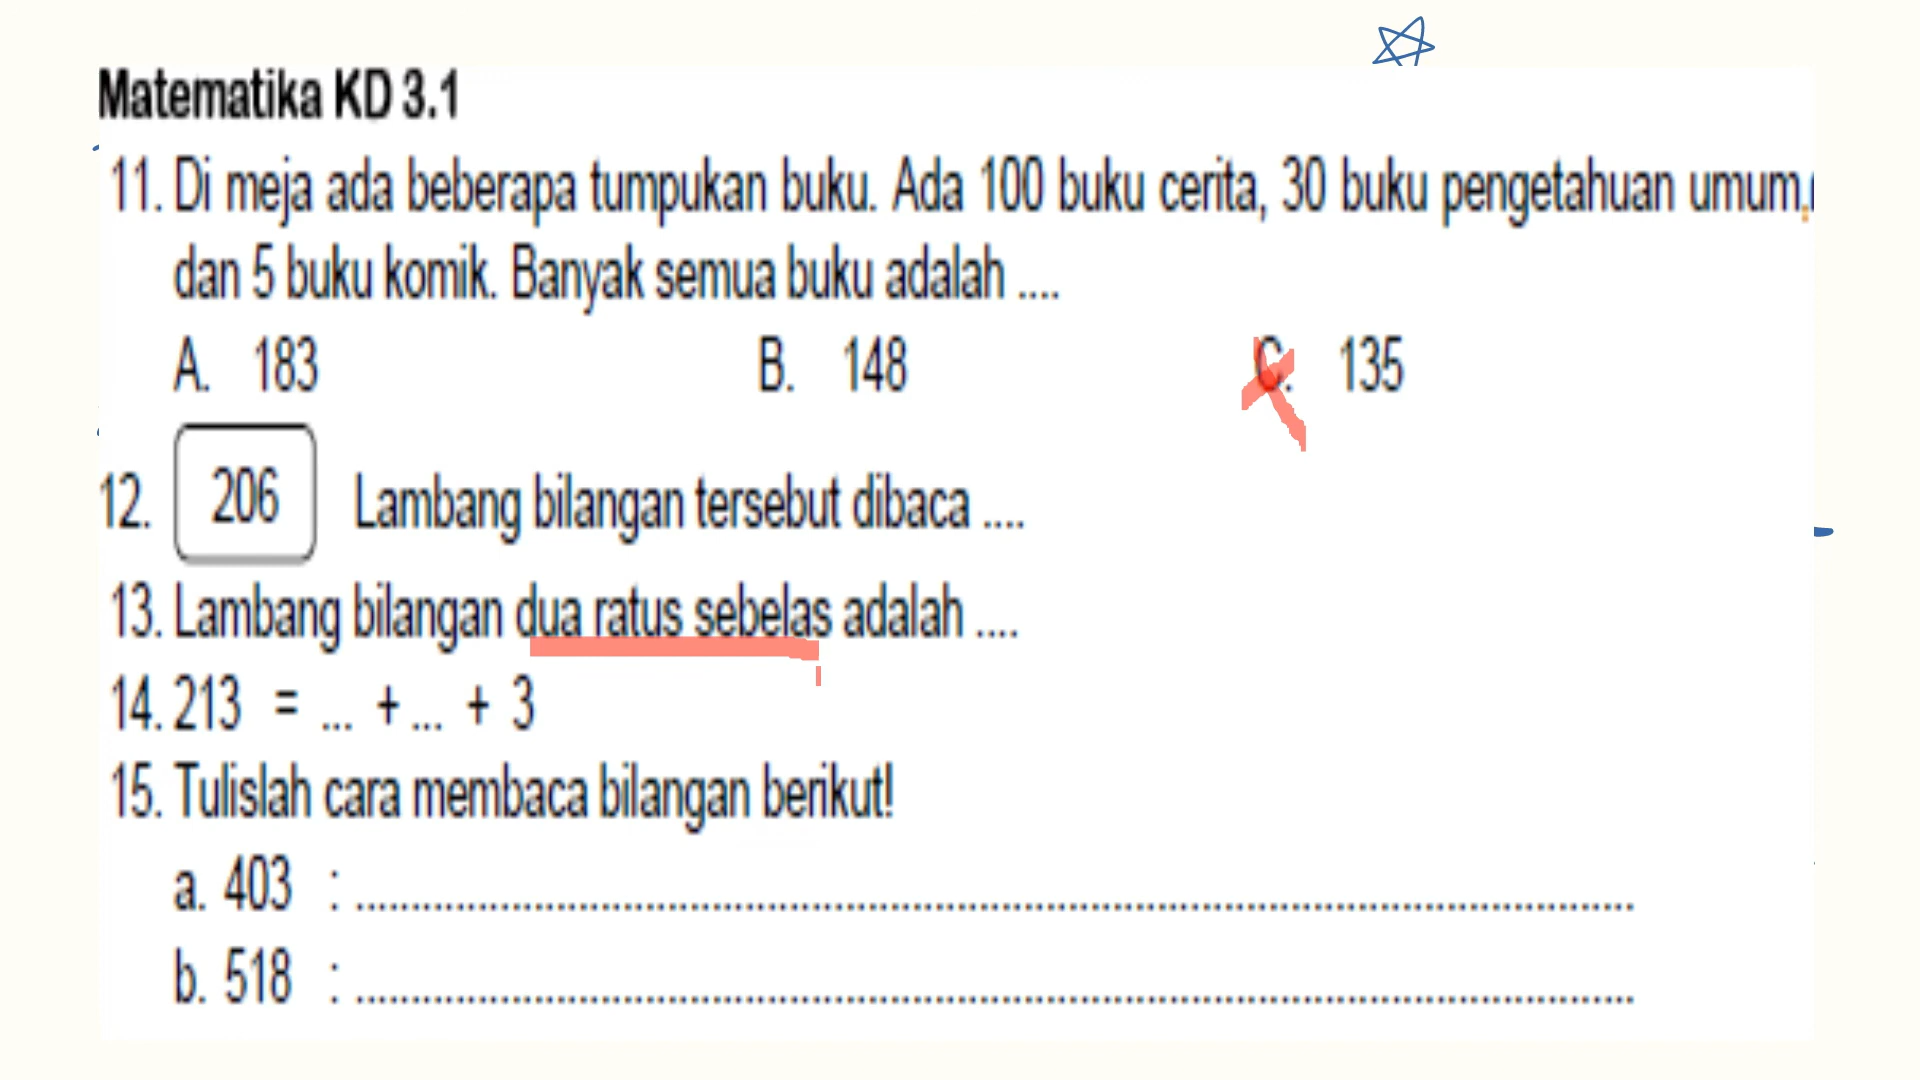 Matematika KD 3.1
11. Di meja ada beberapa tumpukan buku. Ada 100 buku cerita, 30 buku pengetahuan umum,
dan 5 buku komik. Banyak semua buku adalah ....
A. 183 B. 148 C. 135
12. 206 Lambang bilangan tersebut dibaca ....
13. Lambang bilangan dua ratus sebelas adalah ....
14. 213 = ... + ... + 3
15. Tulislah cara membaca bilangan berikut!
a. 403 : ....................................................................................................................
b. 518 : ....................................................................................................................